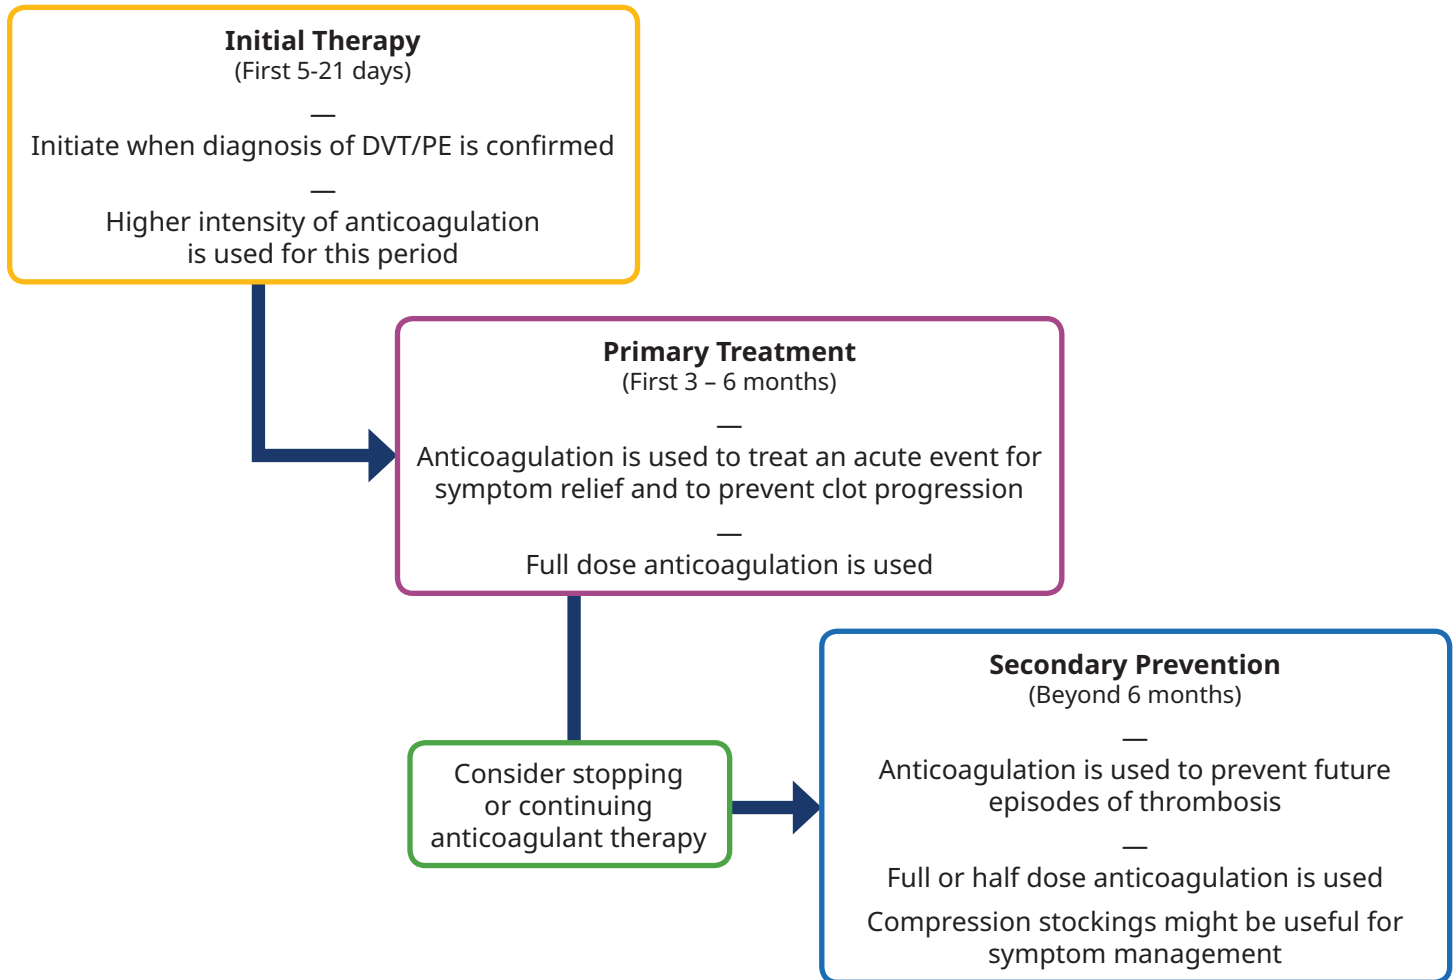 Initial Therapy
(First 5-21 days)
—
Initiate when diagnosis of DVT/PE is confirmed
—
Higher intensity of anticoagulation
is used for this period
Primary Treatment
(First 3 – 6 months)
—
Anticoagulation is used to treat an acute event for
symptom relief and to prevent clot progression
—
Full dose anticoagulation is used
Consider stopping
or continuing
anticoagulant therapy
Secondary Prevention
(Beyond 6 months)
—
Anticoagulation is used to prevent future
episodes of thrombosis
—
Full or half dose anticoagulation is used
Compression stockings might be useful for
symptom management